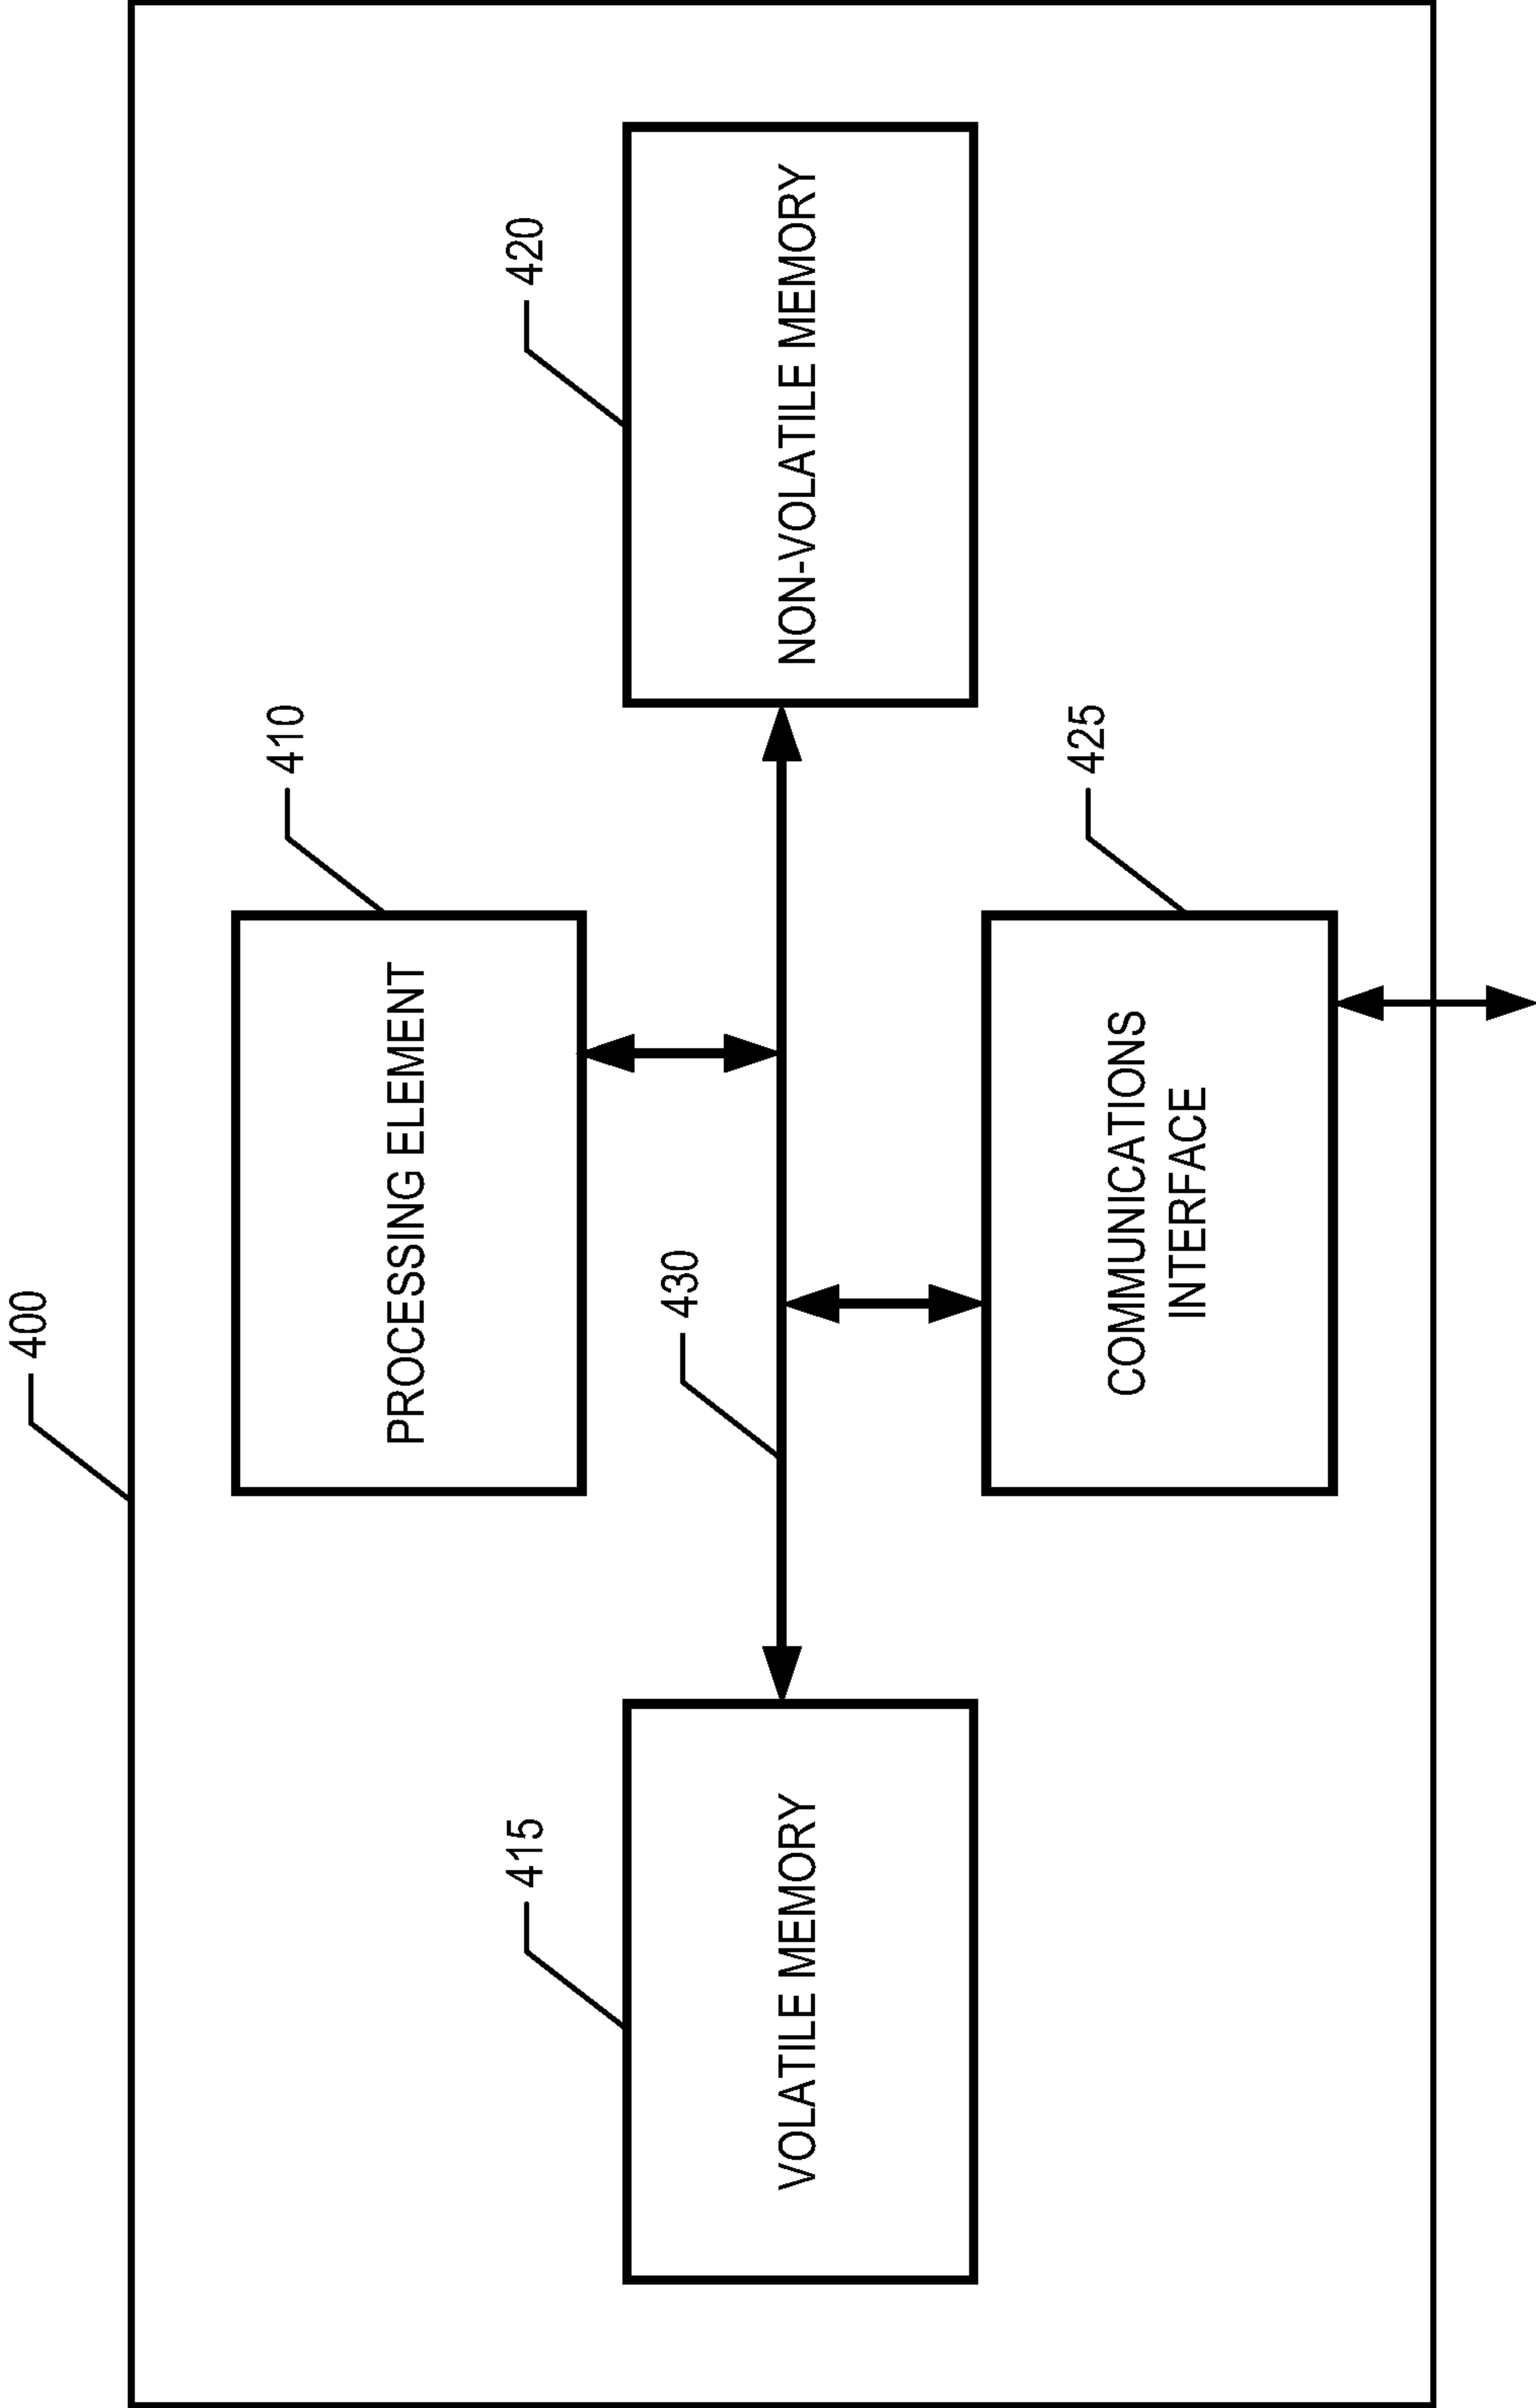 400
410
PROCESSING ELEMENT
415
VOLATILE MEMORY
430
420
NON-VOLATILE MEMORY
425
COMMUNICATIONS
INTERFACE